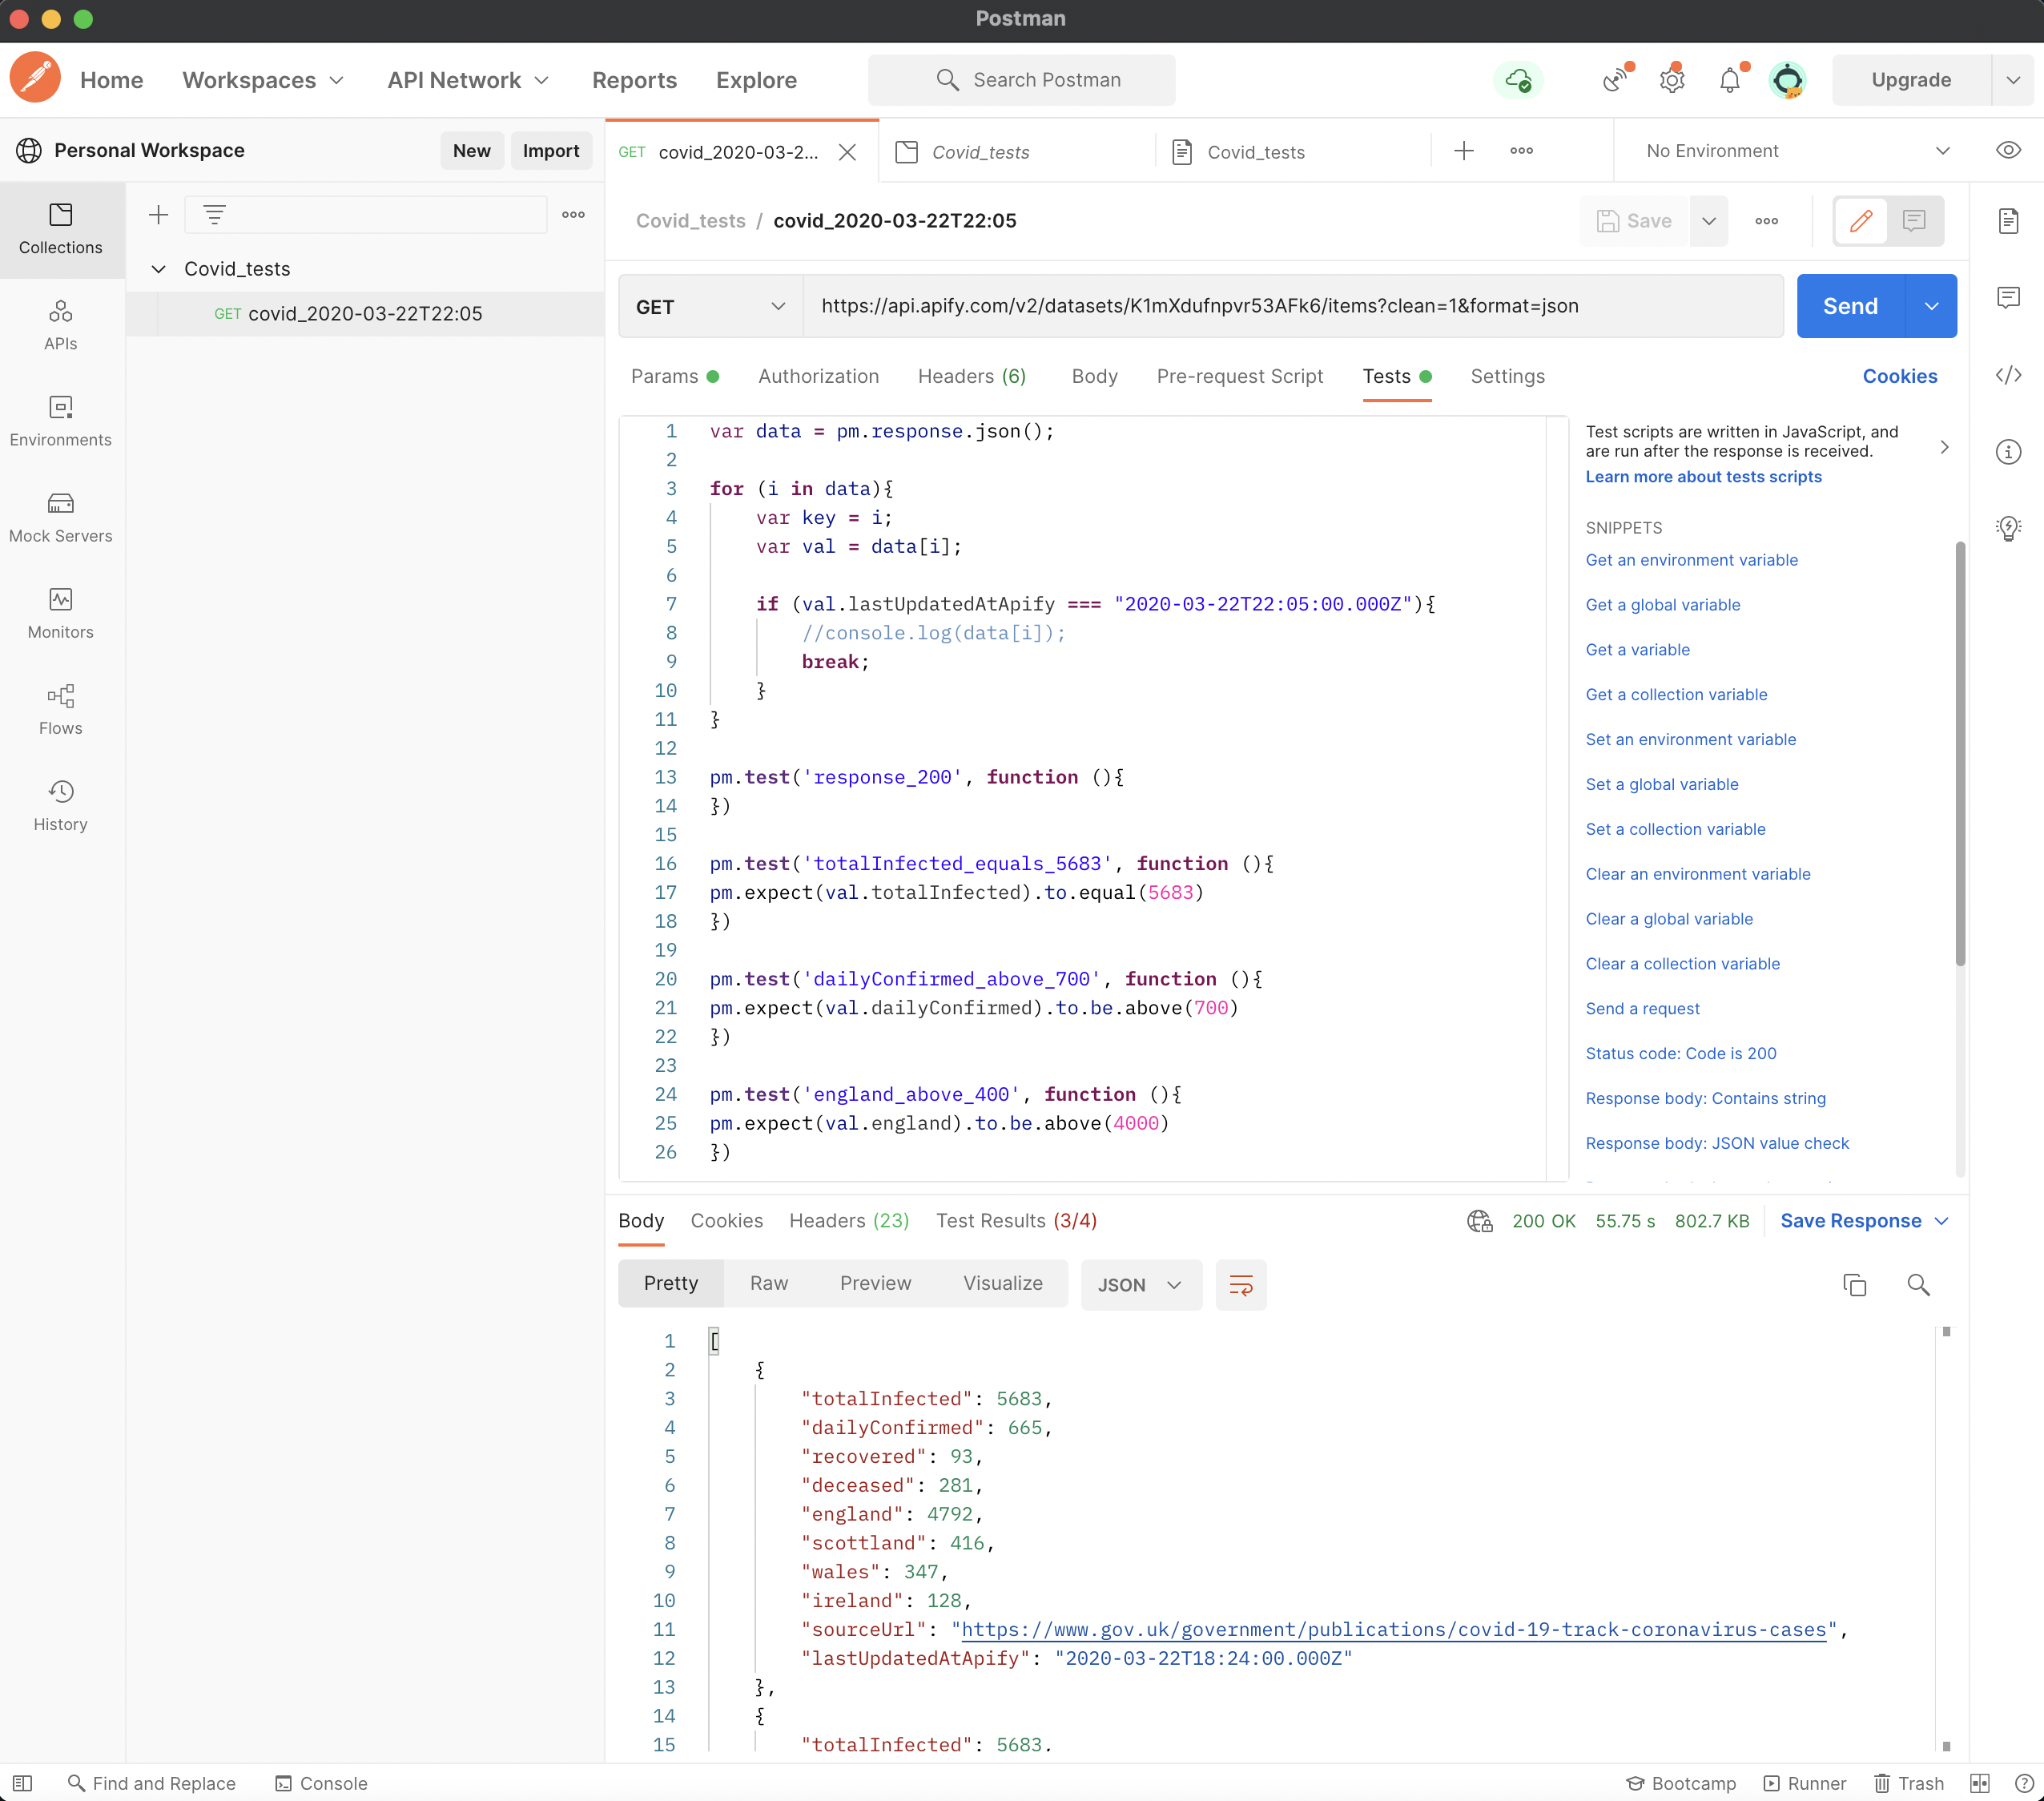 Postman
Home Workspaces API Network Reports Explore Search Postman Upgrade
Personal Workspace New Import
GET covid_2020-03-2... Covid_tests Covid_tests No Environment
Collections
APIs
Environments
Mock Servers
Monitors
Flows
History
Covid_tests
GET covid_2020-03-22T22:05
Covid_tests / covid_2020-03-22T22:05 Save
GET https://api.apify.com/v2/datasets/K1mXdufnpvr53AFk6/items?clean=1&format=json Send
Params Authorization Headers (6) Body Pre-request Script Tests Settings Cookies
1 var data = pm.response.json();
2
3 for (i in data){
4 var key = i;
5 var val = data[i];
6
7 if (val.lastUpdatedAtApify === "2020-03-22T22:05:00.000Z"){
8 //console.log(data[i]);
9 break;
10 }
11 }
12
13 pm.test('response_200', function (){
14 })
15
16 pm.test('totalInfected_equals_5683', function (){
17 pm.expect(val.totalInfected).to.equal(5683)
18 })
19
20 pm.test('dailyConfirmed_above_700', function (){
21 pm.expect(val.dailyConfirmed).to.be.above(700)
22 })
23
24 pm.test('england_above_400', function (){
25 pm.expect(val.england).to.be.above(4000)
26 })
Test scripts are written in JavaScript, and
are run after the response is received.
Learn more about tests scripts
SNIPPETS
Get an environment variable
Get a global variable
Get a variable
Get a collection variable
Set an environment variable
Set a global variable
Set a collection variable
Clear an environment variable
Clear a global variable
Clear a collection variable
Send a request
Status code: Code is 200
Response body: Contains string
Response body: JSON value check
Body Cookies Headers (23) Test Results (3/4) 200 OK 55.75 s 802.7 KB Save Response
Pretty Raw Preview Visualize JSON
1 [
2 {
3 "totalInfected": 5683,
4 "dailyConfirmed": 665,
5 "recovered": 93,
6 "deceased": 281,
7 "england": 4792,
8 "scottland": 416,
9 "wales": 347,
10 "ireland": 128,
11 "sourceUrl": "https://www.gov.uk/government/publications/covid-19-track-coronavirus-cases",
12 "lastUpdatedAtApify": "2020-03-22T18:24:00.000Z"
13 },
14 {
15 "totalInfected": 5683,
Find and Replace Console Bootcamp Runner Trash